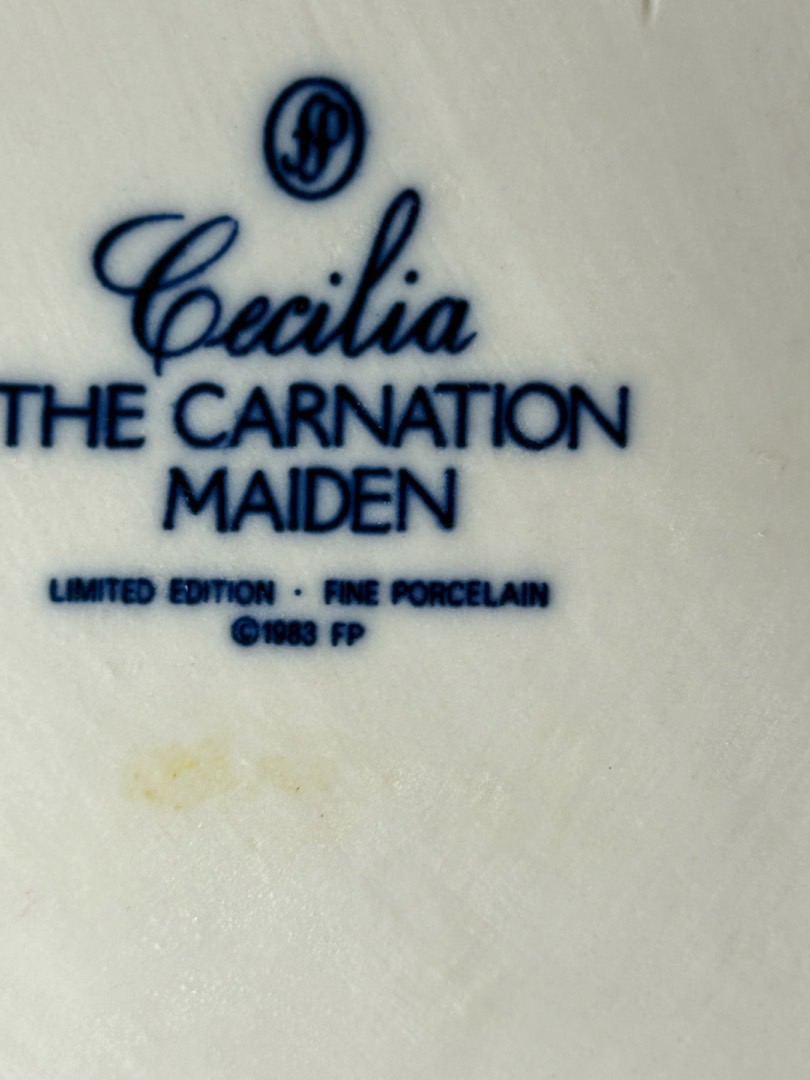 FP
Cecilia
THE CARNATION
MAIDEN
LIMITED EDITION · FINE PORCELAIN
©1983 FP